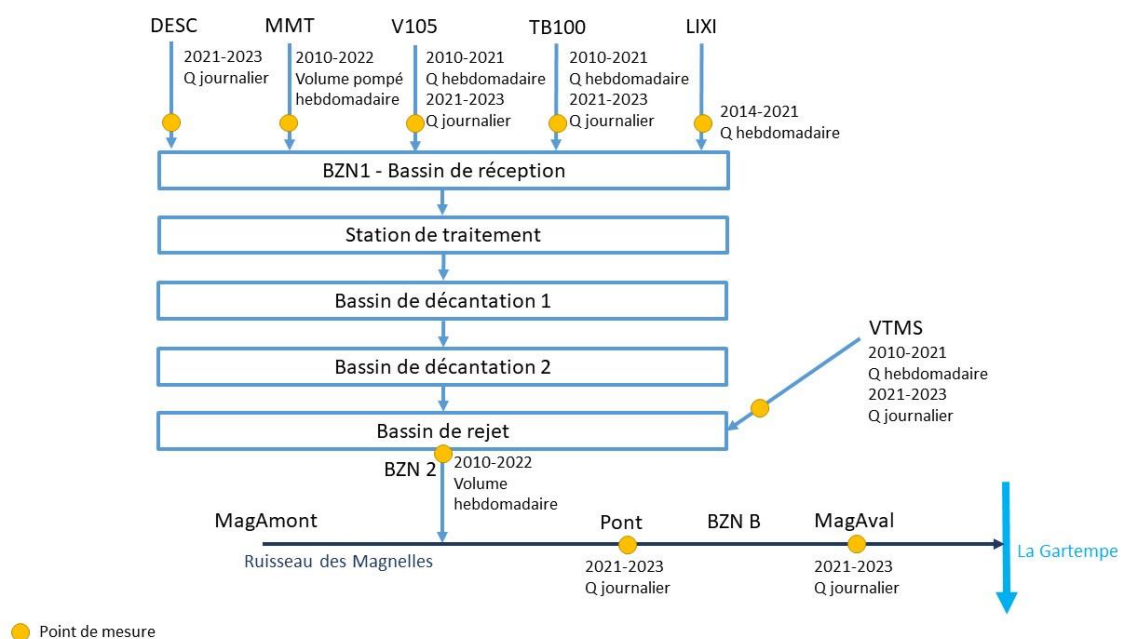 DESC
MMT
V105
TB100
LIXI
2021-2023
Q journalier
2010-2022
Volume pompé
hebdomadaire
2010-2021
Q hebdomadaire
2021-2023
Q journalier
2010-2021
Q hebdomadaire
2021-2023
Q journalier
2014-2021
Q hebdomadaire
BZN1 - Bassin de réception
Station de traitement
Bassin de décantation 1
Bassin de décantation 2
Bassin de rejet
VTMS
2010-2021
Q hebdomadaire
2021-2023
Q journalier
BZN 2
2010-2022
Volume
hebdomadaire
MagAmont
Pont
BZN B
MagAval
Ruisseau des Magnelles
2021-2023
Q journalier
2021-2023
Q journalier
La Gartempe
Point de mesure